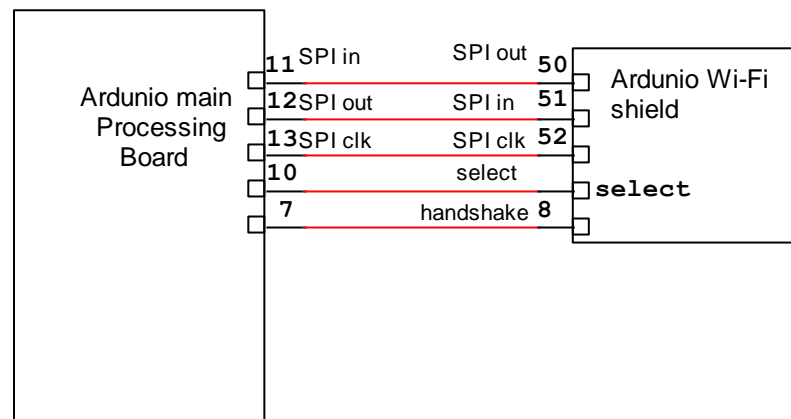 Ardunio main
Processing
Board
11 SPI in SPI out 50
12 SPI out SPI in 51
13 SPI clk SPI clk 52
10 select
7 handshake 8
Ardunio Wi-Fi
shield
select